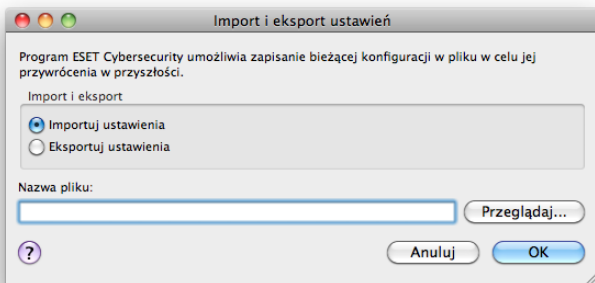 Import i eksport ustawień
Program ESET Cybersecurity umożliwia zapisanie bieżącej konfiguracji w pliku w celu jej
przywrócenia w przyszłości.
Import i eksport
Importuj ustawienia
Eksportuj ustawienia
Nazwa pliku:
Przeglądaj...
?
Anuluj
OK